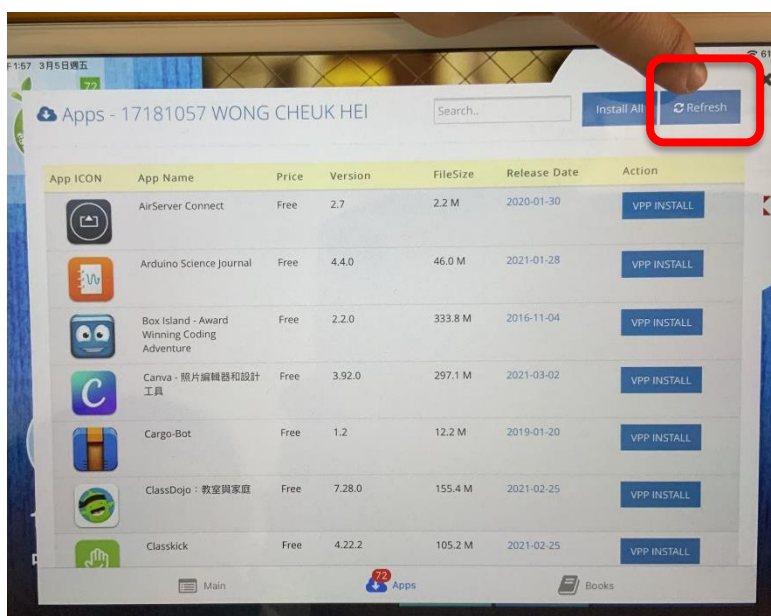 1:57 3月5日週五
61
72
Apps - 17181057 WONG CHEUK HEI
Search..
Install All
Refresh
App ICON App Name Price Version FileSize Release Date Action
AirServer Connect Free 2.7 2.2 M 2020-01-30 VPP INSTALL
Arduino Science Journal Free 4.4.0 46.0 M 2021-01-28 VPP INSTALL
Box Island - Award Free 2.2.0 333.8 M 2016-11-04 VPP INSTALL
Winning Coding
Adventure
Canva - 照片編輯器和設計 Free 3.92.0 297.1 M 2021-03-02 VPP INSTALL
工具
Cargo-Bot Free 1.2 12.2 M 2019-01-20 VPP INSTALL
ClassDojo：教室與家庭 Free 7.28.0 155.4 M 2021-02-25 VPP INSTALL
Classkick Free 4.22.2 105.2 M 2021-02-25 VPP INSTALL
Main
72
Apps
Books